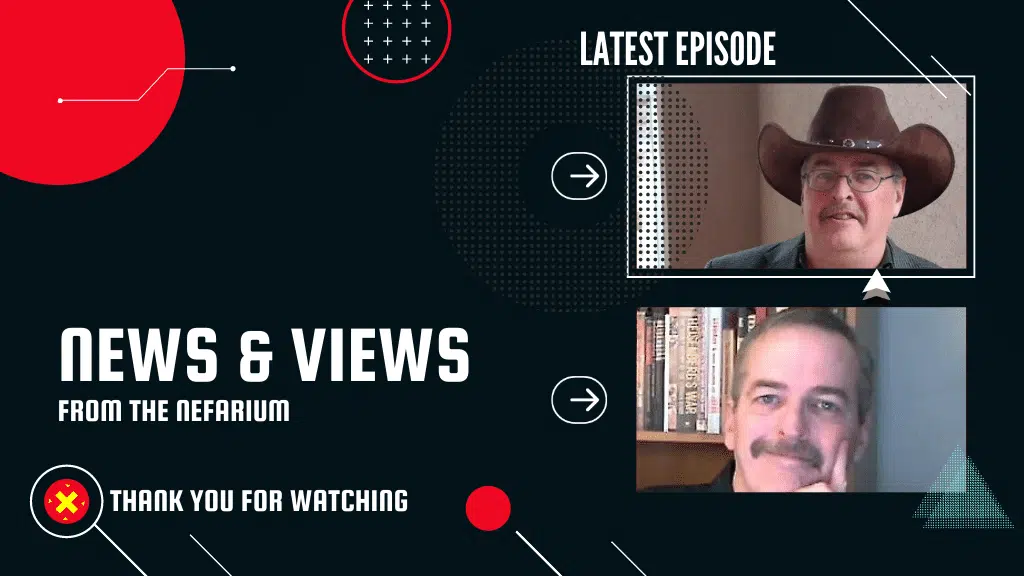 LATEST EPISODE
NEWS & VIEWS
FROM THE NEFARIUM
THANK YOU FOR WATCHING